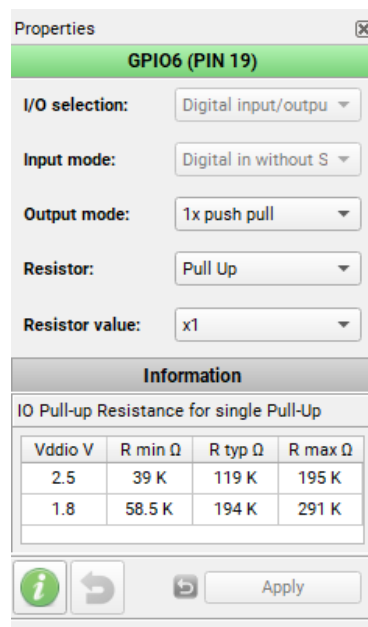 Properties
GPIO6 (PIN 19)
I/O selection: Digital input/outpu
Input mode: Digital in without S
Output mode: 1x push pull
Resistor: Pull Up
Resistor value: x1
Information
IO Pull-up Resistance for single Pull-Up
Vddio V R min Ω R typ Ω R max Ω
2.5 39 K 119 K 195 K
1.8 58.5 K 194 K 291 K
Apply